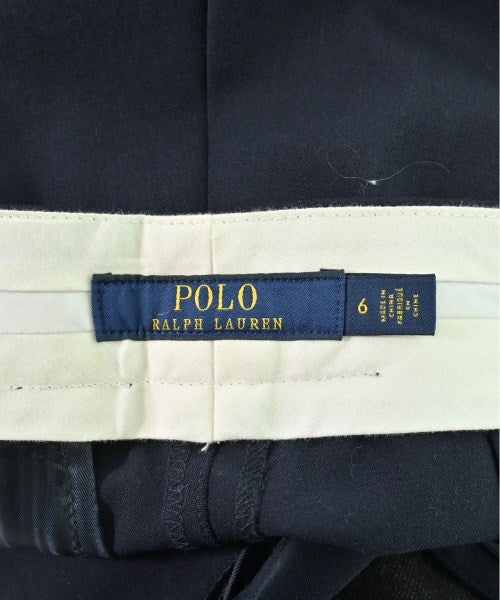 POLO
RALPH LAUREN
6
MADE IN
CHINA
FABRIQUÉ
EN
CHINE